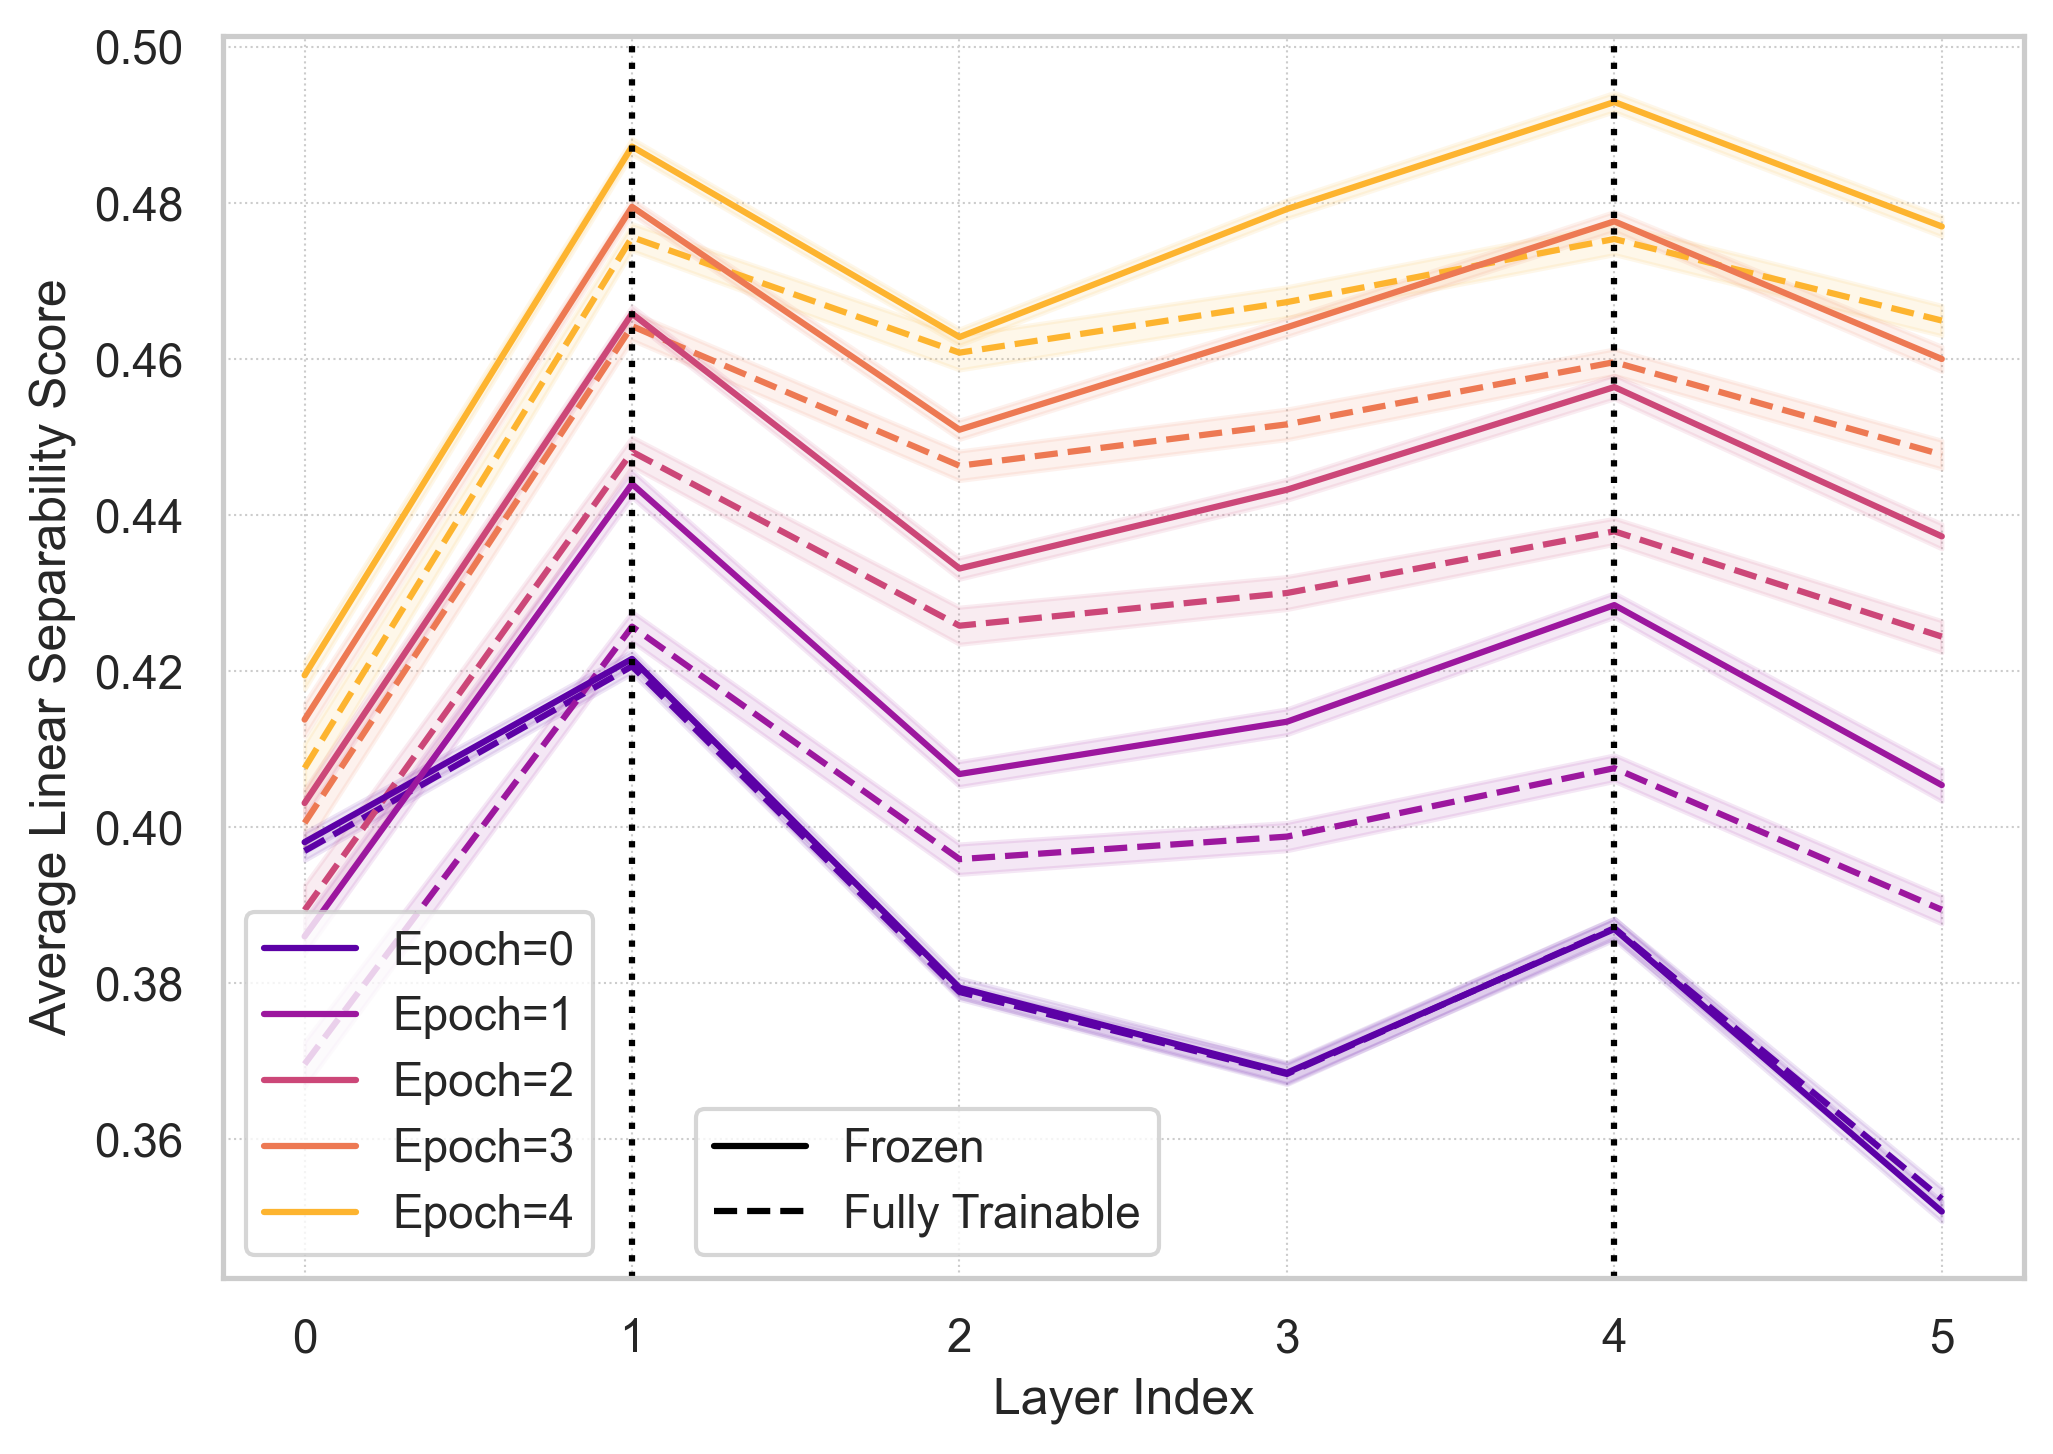 Average Linear Separability Score
0.50
0.48
0.46
0.44
0.42
0.40
0.38
0.36
Epoch=0
Epoch=1
Epoch=2
Epoch=3
Epoch=4
Frozen
Fully Trainable
0 1 2 3 4 5
Layer Index